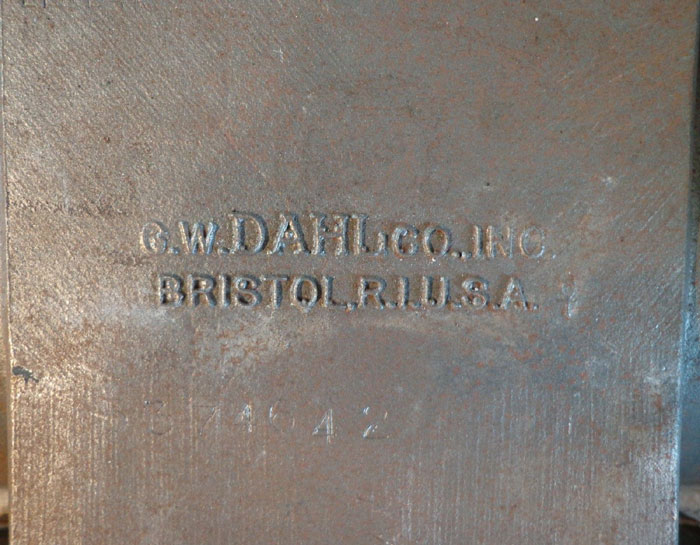 G.W.DAHL CO., INC.
BRISTOL, R.I. U.S.A.